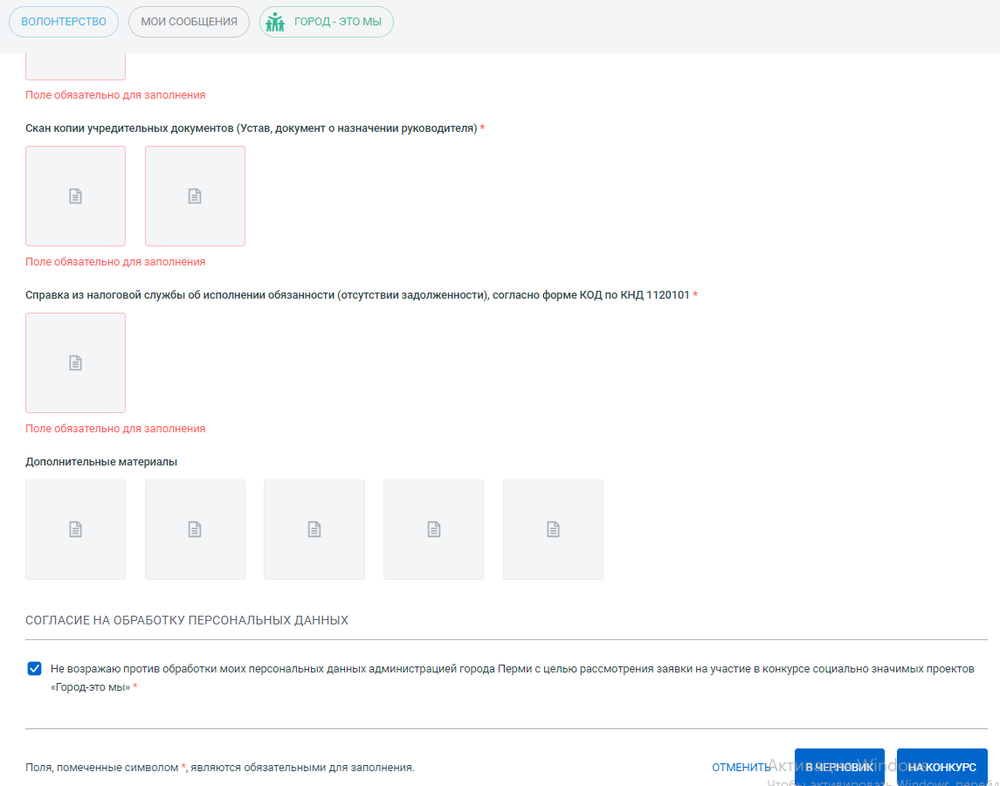 ВОЛОНТЕРСТВО
МОИ СООБЩЕНИЯ
ГОРОД - ЭТО МЫ
Поле обязательно для заполнения
Скан копии учредительных документов (Устав, документ о назначении руководителя) *
Поле обязательно для заполнения
Справка из налоговой службы об исполнении обязанности (отсутствии задолженности), согласно форме КОД по КНД 1120101 *
Поле обязательно для заполнения
Дополнительные материалы
СОГЛАСИЕ НА ОБРАБОТКУ ПЕРСОНАЛЬНЫХ ДАННЫХ
Не возражаю против обработки моих персональных данных администрацией города Перми с целью рассмотрения заявки на участие в конкурсе социально значимых проектов
«Город-это мы» *
Поля, помеченные символом *, являются обязательными для заполнения.
ОТМЕНИТЬ
В ЧЕРНОВИК
НА КОНКУРС
Активация Windows
Чтобы активировать Windows, перейд